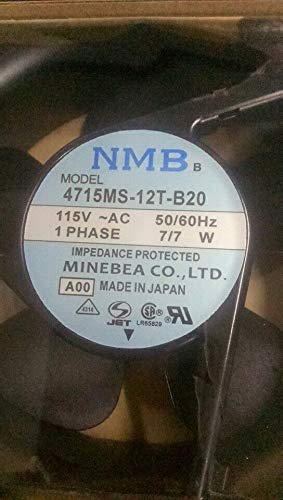 NMB B
MODEL
4715MS-12T-B20
115V ~AC 50/60Hz
1 PHASE 7/7 W
IMPEDANCE PROTECTED
MINEBEA CO., LTD.
A00 MADE IN JAPAN
S JET LR65829